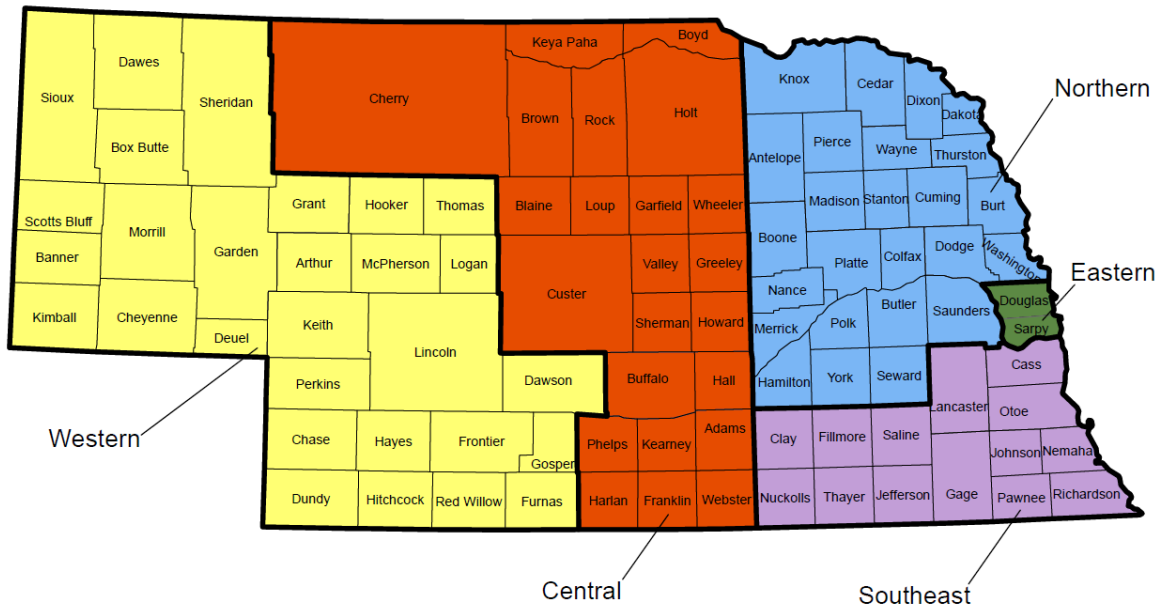 Boyd
Keya Paha
Dawes
Cedar
Knox
Northern
Sioux
Cherry
Sheridan
Dixon
Dakota
Holt
Brown
Rock
Pierce
Wayne
Box Butte
Antelope
Thurston
Grant
Hooker
Thomas
Blaine
Loup
Garfield
Wheeler
Madison
Stanton
Cuming
Burt
Scotts Bluff
Morrill
Boone
Garden
Dodge
Washington
Banner
Arthur
McPherson
Logan
Valley
Greeley
Platte
Colfax
Eastern
Nance
Custer
Douglas
Butler
Keith
Saunders
Kimball
Cheyenne
Sherman
Howard
Merrick
Polk
Sarpy
Deuel
Lincoln
Cass
Perkins
Dawson
Buffalo
Hall
Hamilton
York
Seward
Lancaster
Otoe
Adams
Western
Chase
Hayes
Frontier
Phelps
Kearney
Clay
Fillmore
Saline
Johnson
Nemaha
Gosper
Dundy
Hitchcock
Red Willow
Furnas
Harlan
Franklin
Webster
Nuckolls
Thayer
Jefferson
Gage
Pawnee
Richardson
Central
Southeast